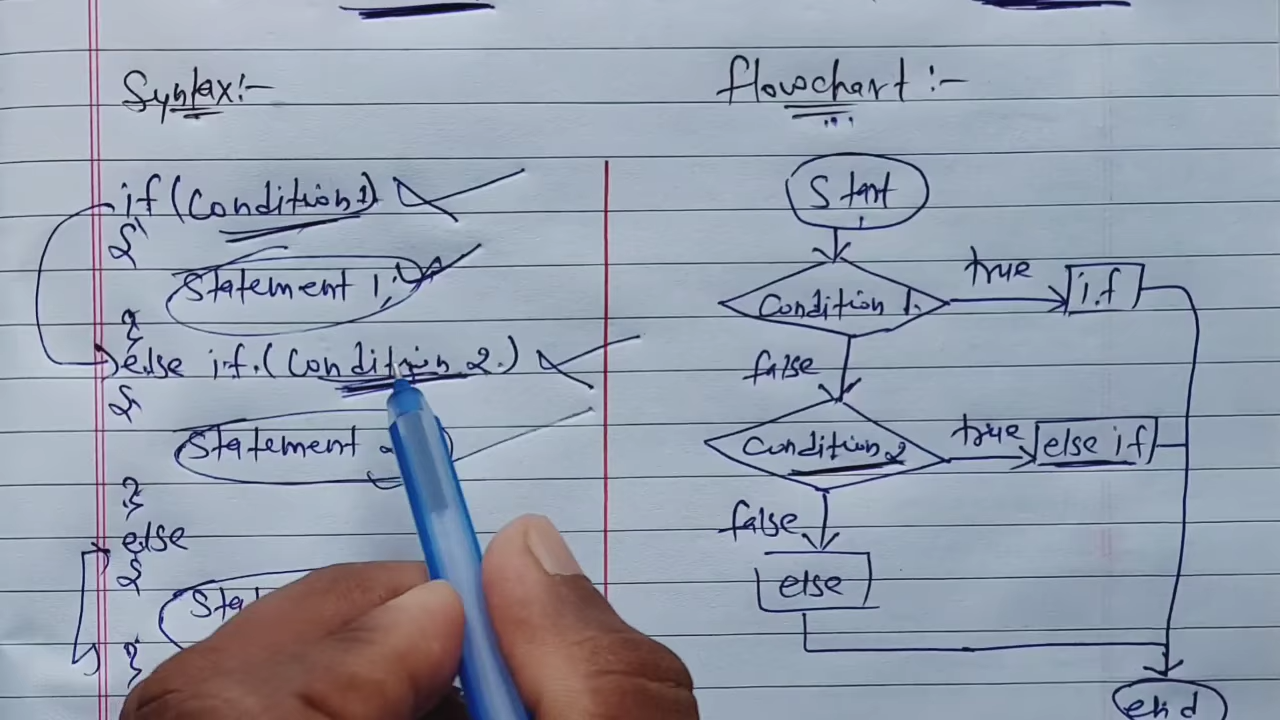 Syntax:-
if (Condition 1)
{
Statement 1;
}
else if (Condition 2)
{
Statement 2
}
else
{
}
flowchart :-
Start
Condition 1.
true
if
false
Condition 2
true
else if
false
else
end